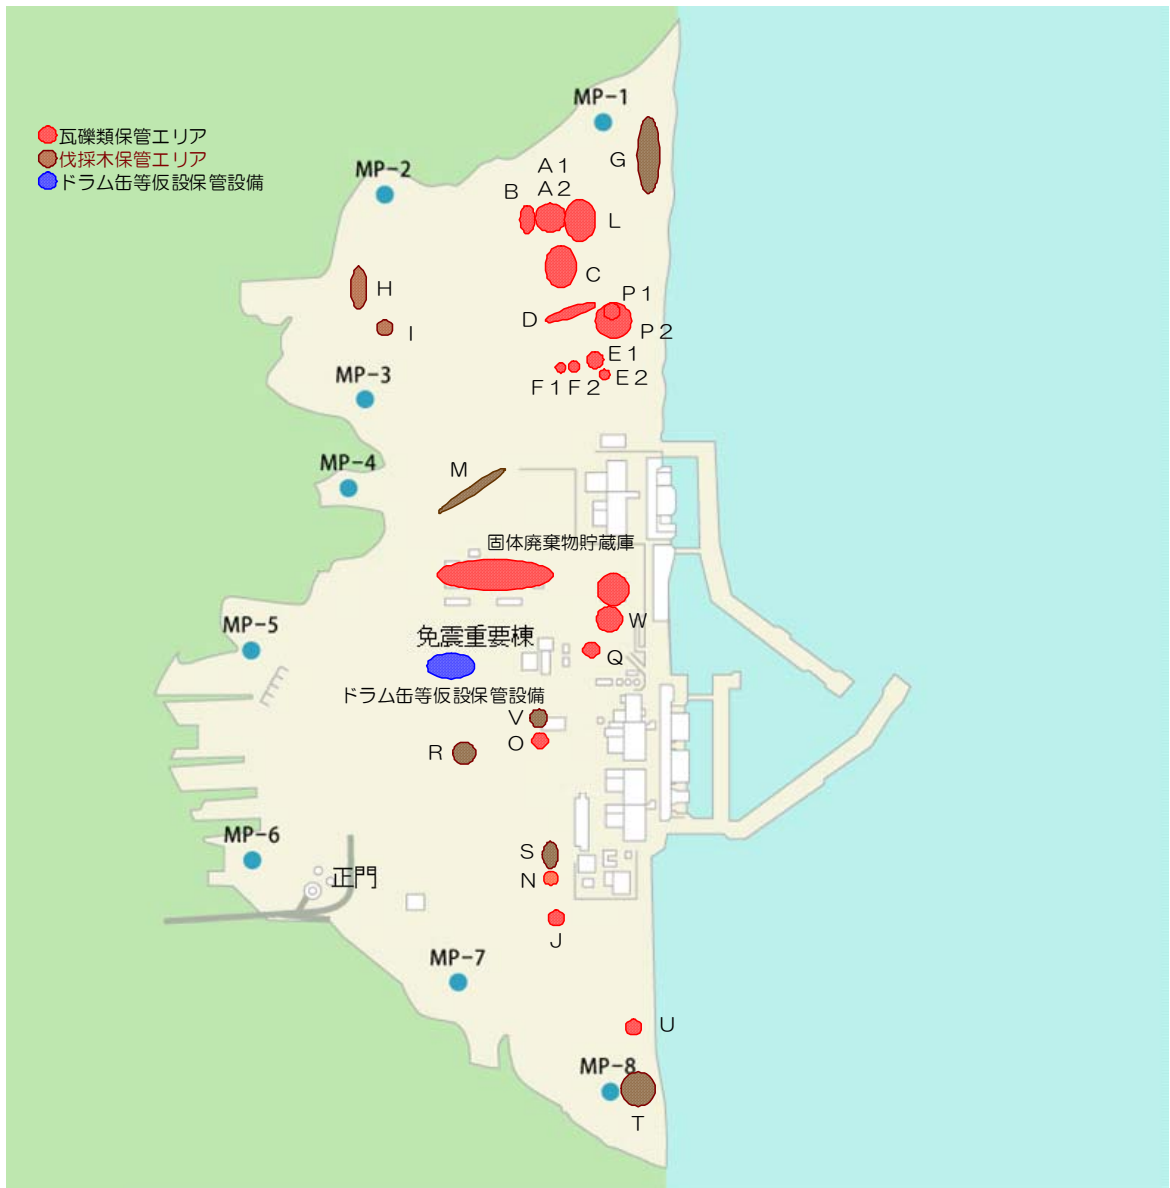 MP-1
瓦礫類保管エリア
伐採木保管エリア
ドラム缶等仮設保管設備
MP-2
G
A1
A2
B
L
C
H
P1
D
P2
I
E1
E2
F1
F2
MP-3
MP-4
M
固体廃棄物貯蔵庫
W
MP-5
免震重要棟
Q
ドラム缶等仮設保管設備
V
O
R
MP-6
S
正門
N
J
MP-7
U
MP-8
T